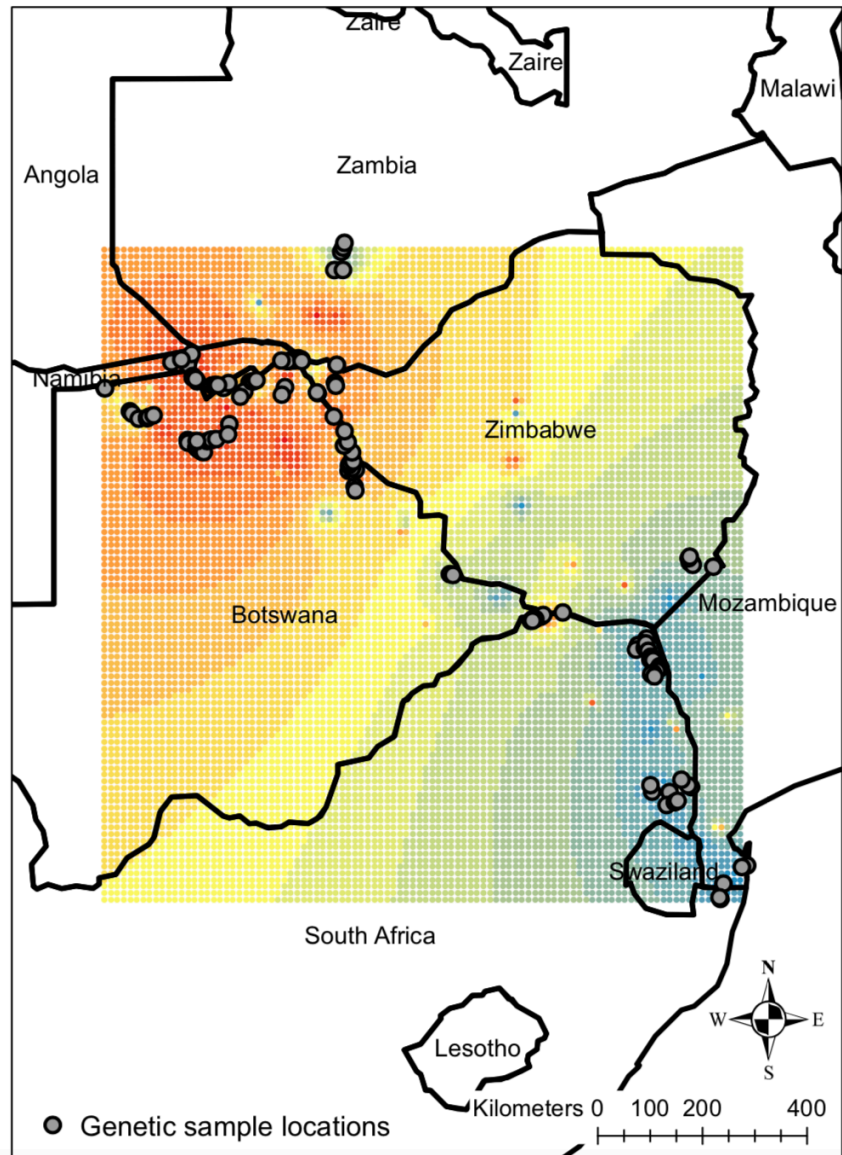 Zaire
Zaire
Malawi
Angola
Zambia
Namibia
Zimbabwe
Botswana
Mozambique
Swaziland
South Africa
N
W
E
S
Lesotho
Kilometers 0 100 200 400
Genetic sample locations